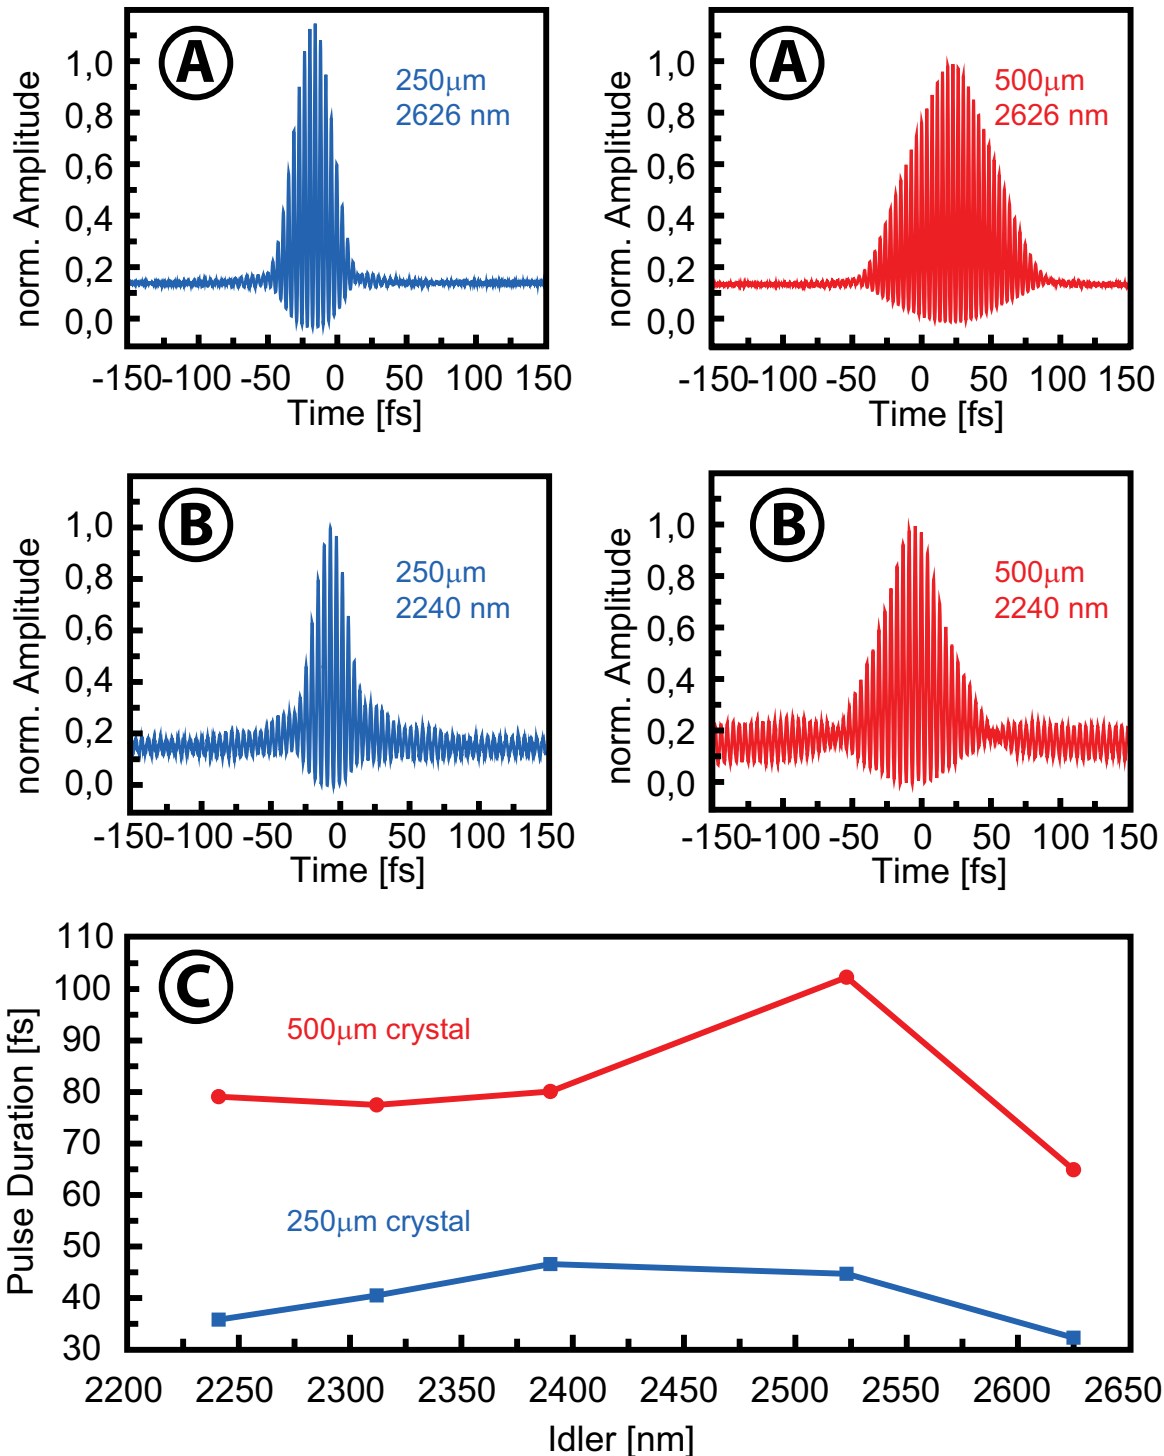 A
250μm
2626 nm
norm. Amplitude
1,0
0,8
0,6
0,4
0,2
0,0
-150-100 -50 0 50 100 150
Time [fs]
A
500μm
2626 nm
norm. Amplitude
1,0
0,8
0,6
0,4
0,2
0,0
-150-100 -50 0 50 100 150
Time [fs]
B
250μm
2240 nm
norm. Amplitude
1,0
0,8
0,6
0,4
0,2
0,0
-150-100 -50 0 50 100 150
Time [fs]
B
500μm
2240 nm
norm. Amplitude
1,0
0,8
0,6
0,4
0,2
0,0
-150-100 -50 0 50 100 150
Time [fs]
C
Pulse Duration [fs]
110
100
90
80
70
60
50
40
30
500μm crystal
250μm crystal
2200 2250 2300 2350 2400 2450 2500 2550 2600 2650
Idler [nm]